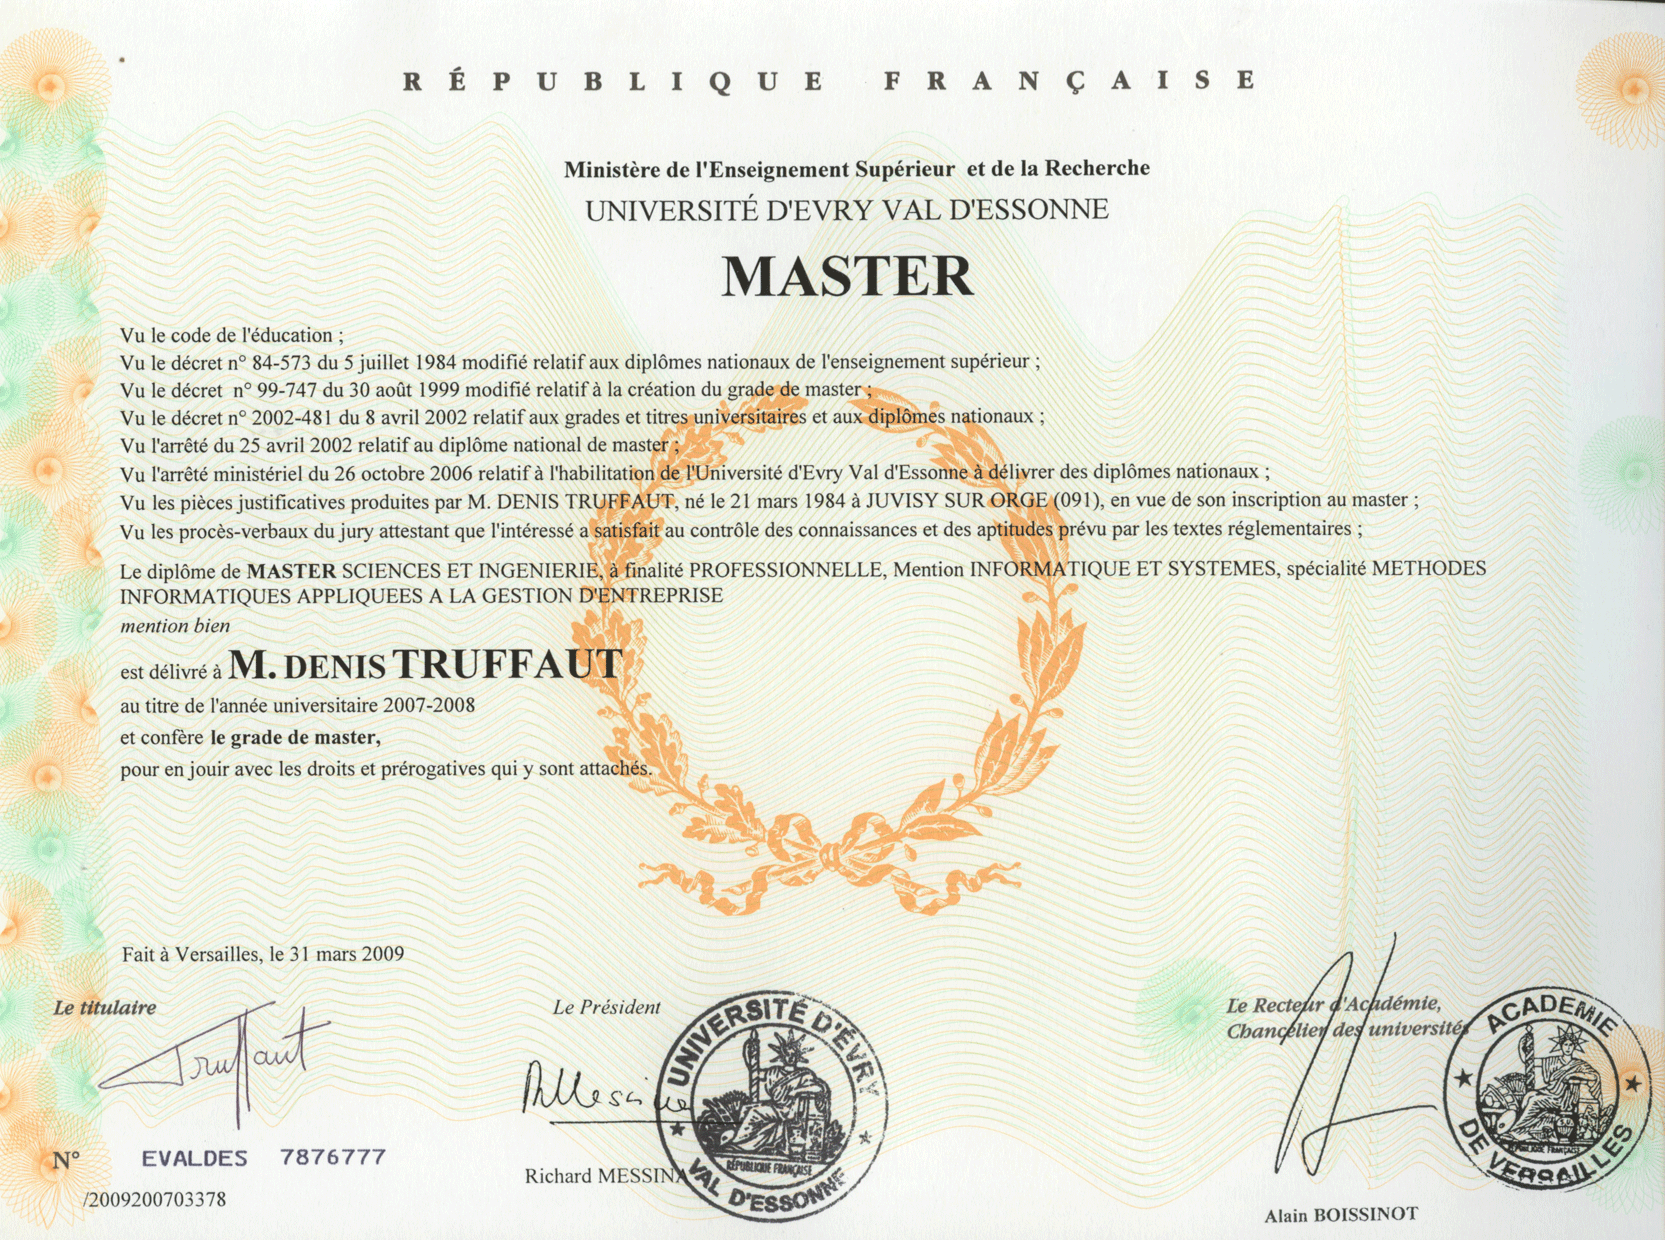 RÉPUBLIQUE FRANÇAISE
Ministère de l'Enseignement Supérieur et de la Recherche
UNIVERSITÉ D'EVRY VAL D'ESSONNE
MASTER
Vu le code de l'éducation ;
Vu le décret n° 84-573 du 5 juillet 1984 modifié relatif aux diplômes nationaux de l'enseignement supérieur ;
Vu le décret n° 99-747 du 30 août 1999 modifié relatif à la création du grade de master ;
Vu le décret n° 2002-481 du 8 avril 2002 relatif aux grades et titres universitaires et aux diplômes nationaux ;
Vu l'arrêté du 25 avril 2002 relatif au diplôme national de master ;
Vu l'arrêté ministériel du 26 octobre 2006 relatif à l'habilitation de l'Université d'Evry Val d'Essonne à délivrer des diplômes nationaux ;
Vu les pièces justificatives produites par M. DENIS TRUFFAUT, né le 21 mars 1984 à JUVISY SUR ORGE (091), en vue de son inscription au master ;
Vu les procès-verbaux du jury attestant que l'intéressé a satisfait au contrôle des connaissances et des aptitudes prévu par les textes réglementaires ;
Le diplôme de MASTER SCIENCES ET INGENIERIE, à finalité PROFESSIONNELLE, Mention INFORMATIQUE ET SYSTEMES, spécialité METHODES
INFORMATIQUES APPLIQUEES A LA GESTION D'ENTREPRISE
mention bien
est délivré à M. DENIS TRUFFAUT
au titre de l'année universitaire 2007-2008
et confère le grade de master,
pour en jouir avec les droits et prérogatives qui y sont attachés.
Fait à Versailles, le 31 mars 2009
Le titulaire
Truffaut
Le Président
UNIVERSITÉ D'ÉVRY
VAL D'ESSONNE
RÉPUBLIQUE FRANÇAISE
Richard MESSINA
Le Recteur d'Académie,
Chancelier des universités
ACADEMIE
DE VERSAILLES
RÉPUBLIQUE FRANÇAISE
Alain BOISSINOT
N° EVALDES 7876777
/2009200703378